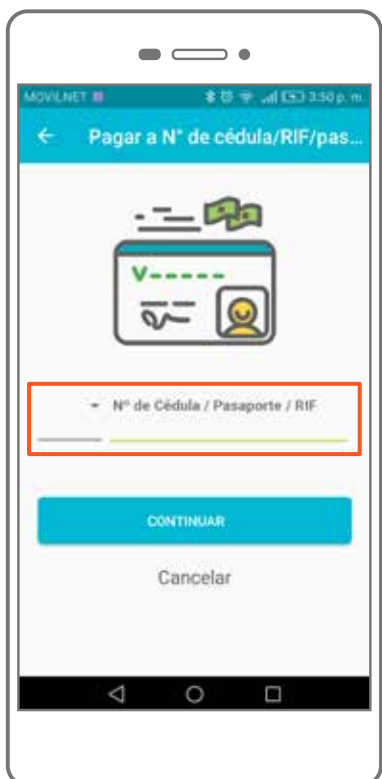 MOVILNET 3:50 p. m.
Pagar a N° de cédula/RIF/pas...
V-----
N° de Cédula / Pasaporte / RIF
CONTINUAR
Cancelar